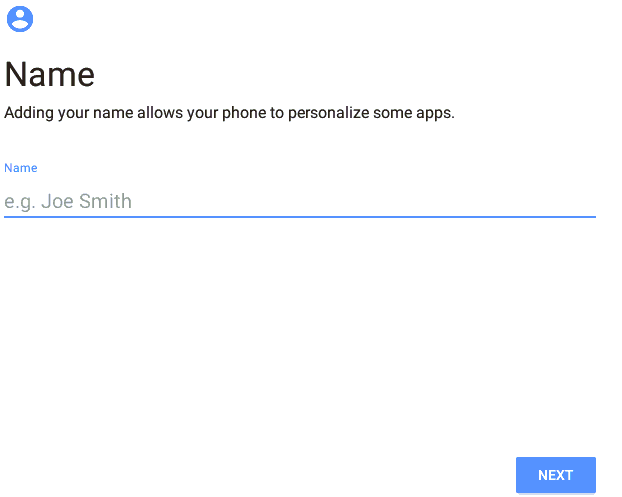 Name
Adding your name allows your phone to personalize some apps.
Name
e.g. Joe Smith
NEXT